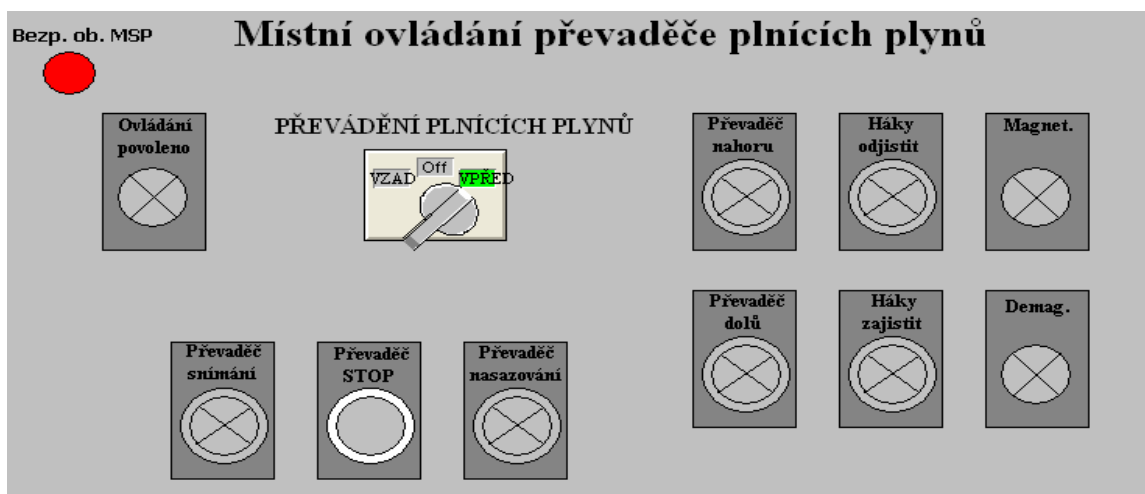 Bezp. ob. MSP
Místní ovládání převaděče plnících plynů
Ovládání
povoleno
PŘEVÁDĚNÍ PLNÍCÍCH PLYNŮ
VZAD
Off
VPŘED
Převaděč
nahoru
Háky
odjistit
Magnet.
Převaděč
dolů
Háky
zajistit
Demag.
Převaděč
snímání
Převaděč
STOP
Převaděč
nasazování